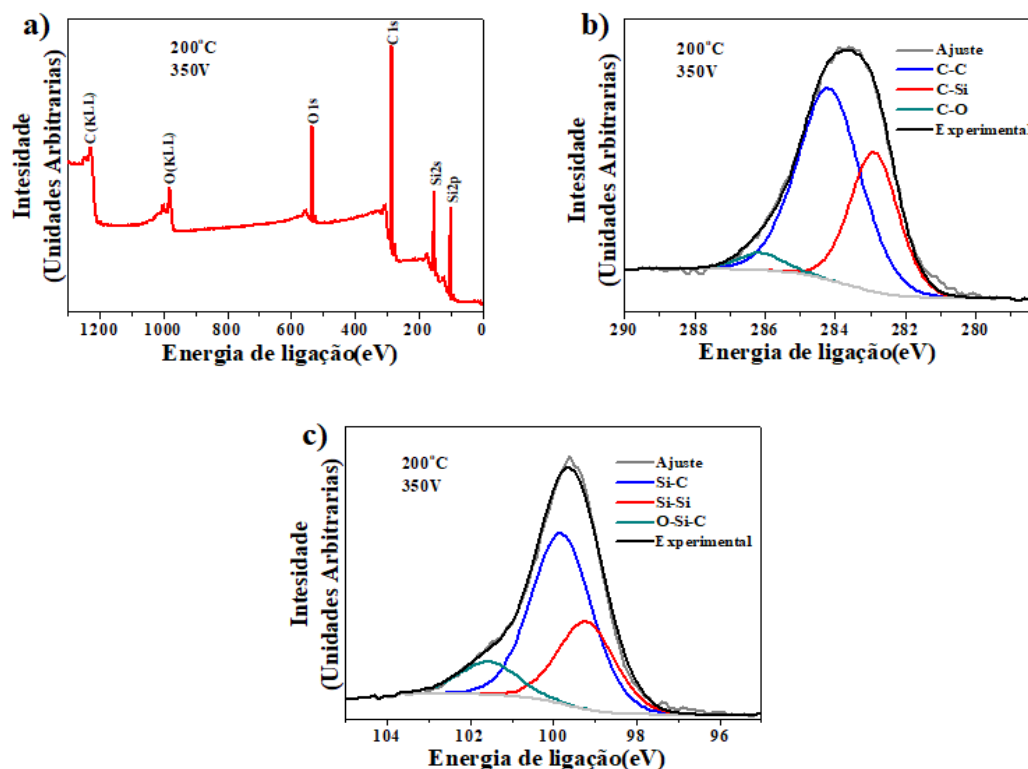 a)
200°C
350V
C(KLL)
O(KLL)
O1s
C1s
Si2s
Si2p
Intesidade
(Unidades Arbitrarias)
1200 1000 800 600 400 200 0
Energia de ligação(eV)
b)
200°C
350V
Ajuste
C-C
C-Si
C-O
Experimental
Intesidade
(Unidades Arbitrarias)
290 288 286 284 282 280
Energia de ligação(eV)
c)
200°C
350V
Ajuste
Si-C
Si-Si
O-Si-C
Experimental
Intesidade
(Unidades Arbitrarias)
104 102 100 98 96
Energia de ligação(eV)